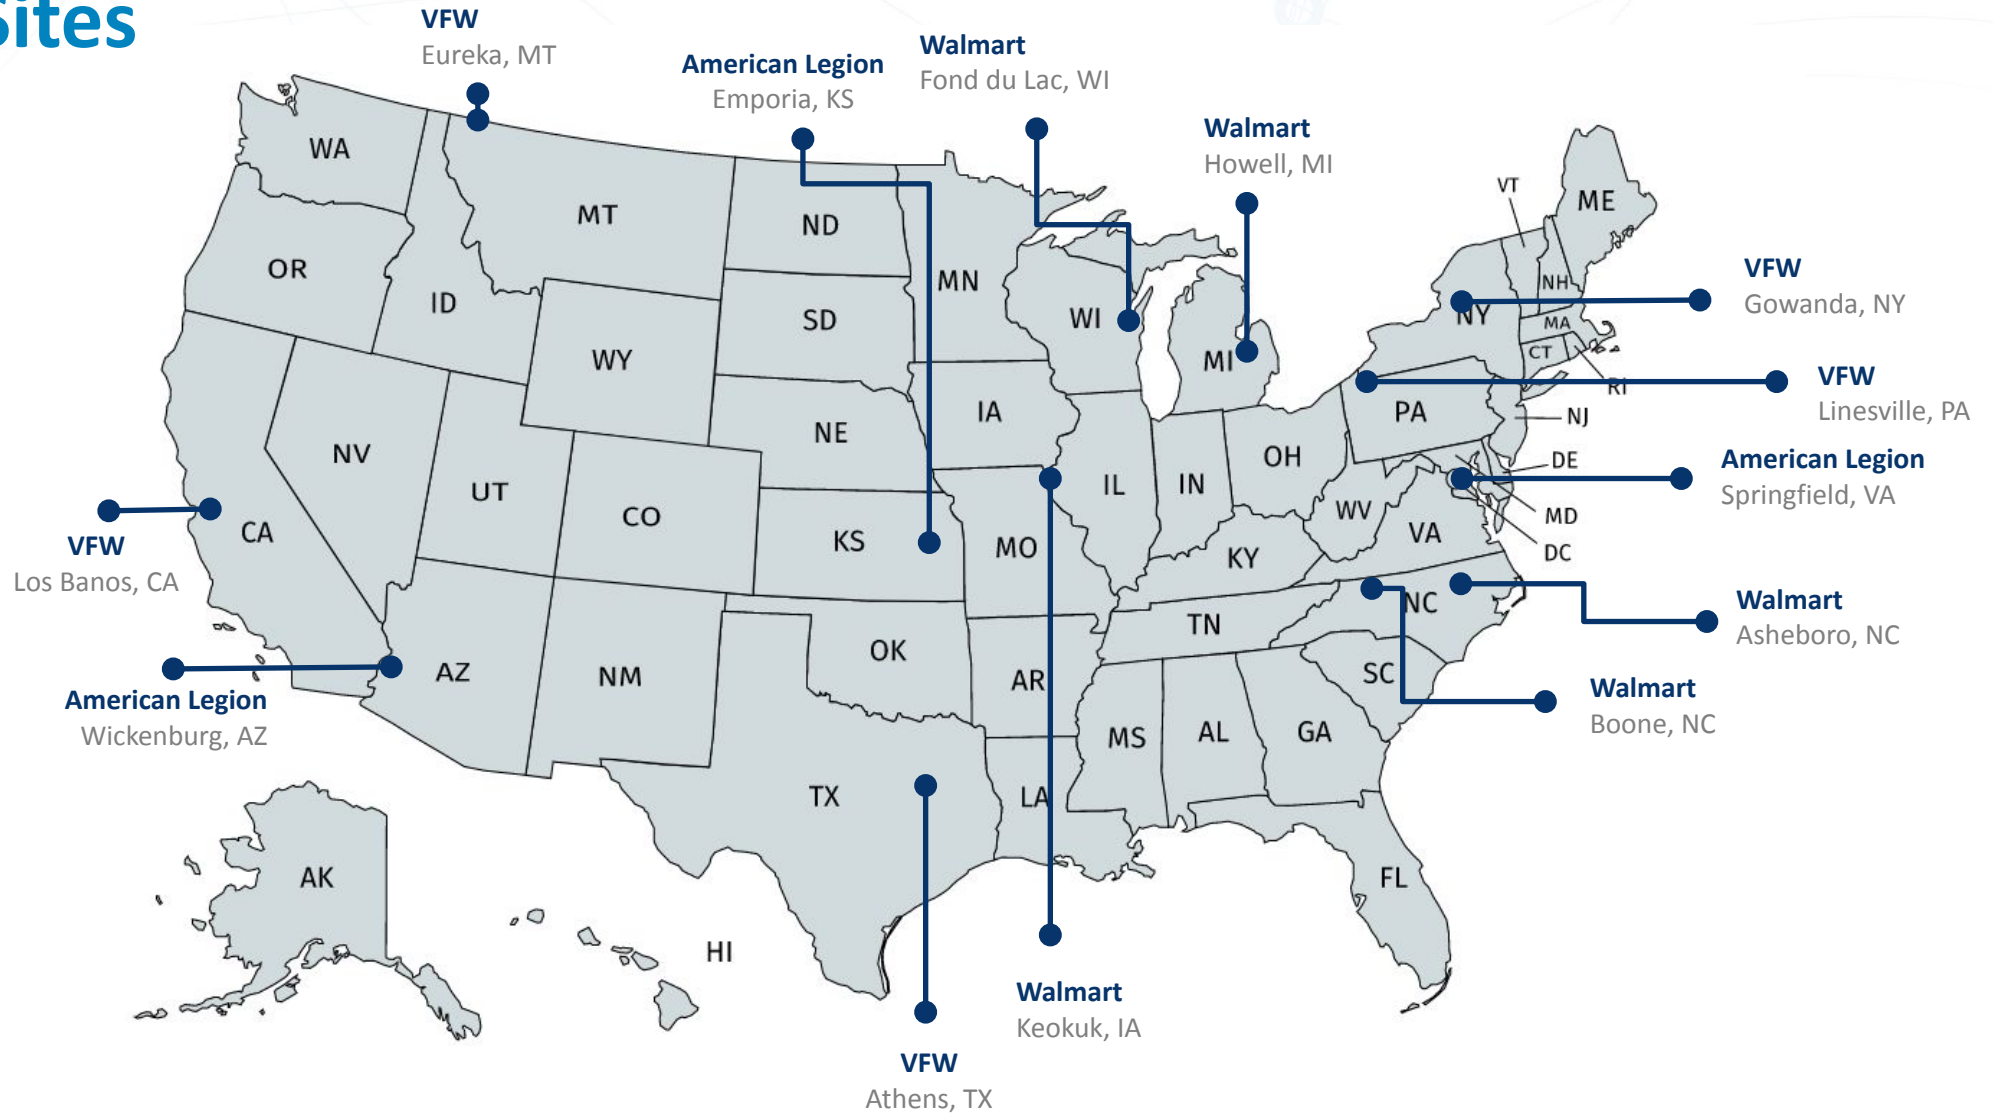 Sites
VFW
Eureka, MT
American Legion
Emporia, KS
Walmart
Fond du Lac, WI
Walmart
Howell, MI
VFW
Gowanda, NY
VFW
Linesville, PA
American Legion
Springfield, VA
Walmart
Asheboro, NC
Walmart
Boone, NC
Walmart
Keokuk, IA
VFW
Athens, TX
American Legion
Wickenburg, AZ
VFW
Los Banos, CA
WA
OR
ID
MT
ND
MN
SD
WY
WI
MI
VT
ME
NH
NY
MA
CT
RI
NJ
PA
DE
MD
DC
NV
UT
CO
NE
IA
IL
IN
OH
WV
VA
CA
KS
MO
KY
NC
TN
AZ
NM
OK
AR
SC
TX
LA
MS
AL
GA
FL
AK
HI